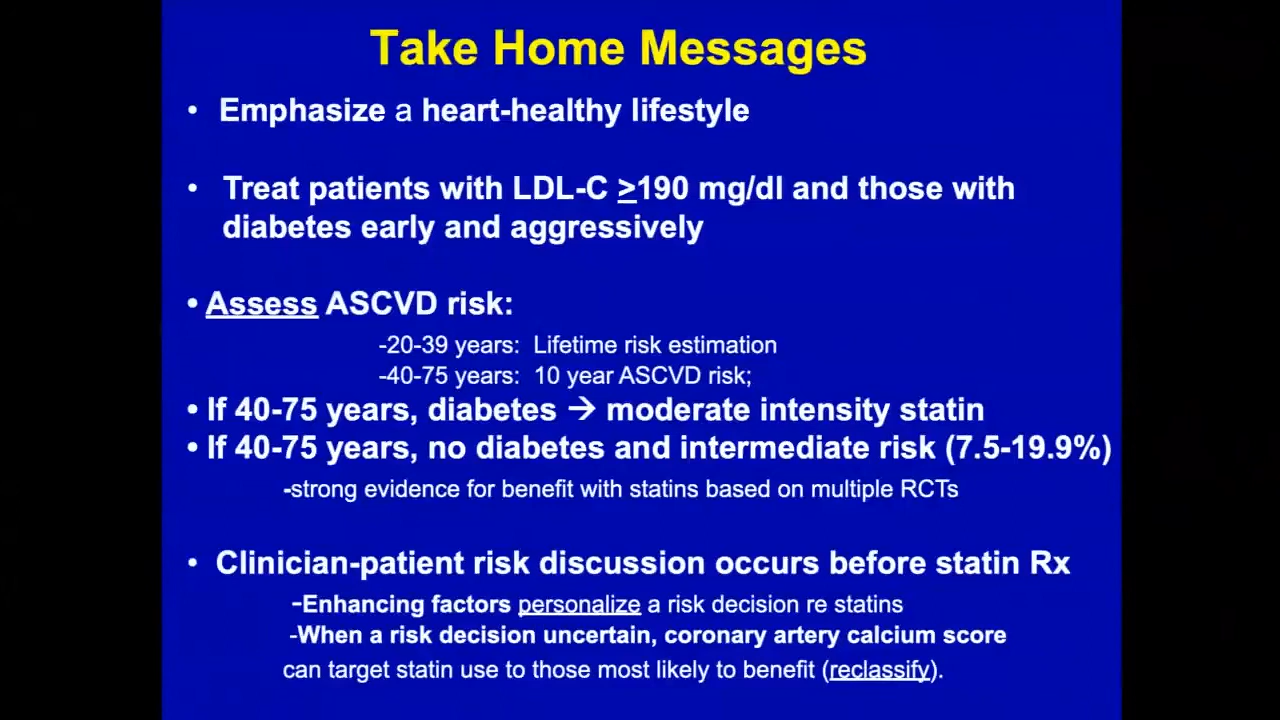 Take Home Messages
• Emphasize a heart-healthy lifestyle
• Treat patients with LDL-C ≥190 mg/dl and those with
diabetes early and aggressively
• Assess ASCVD risk:
-20-39 years: Lifetime risk estimation
-40-75 years: 10 year ASCVD risk;
• If 40-75 years, diabetes → moderate intensity statin
• If 40-75 years, no diabetes and intermediate risk (7.5-19.9%)
-strong evidence for benefit with statins based on multiple RCTs
• Clinician-patient risk discussion occurs before statin Rx
-Enhancing factors personalize a risk decision re statins
-When a risk decision uncertain, coronary artery calcium score
can target statin use to those most likely to benefit (reclassify).